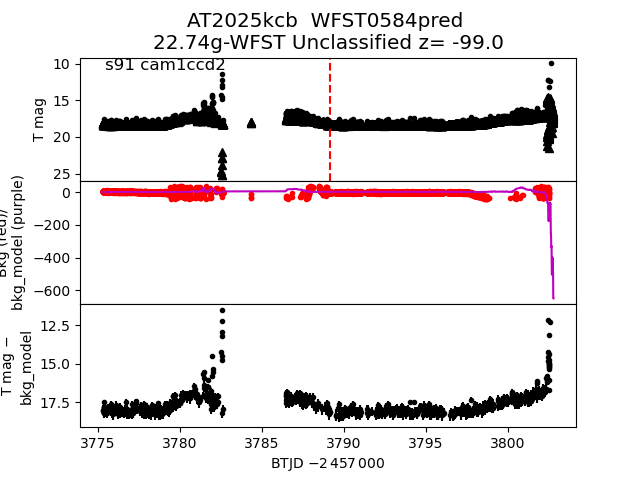 AT2025kcb  WFST0584pred
22.74g-WFST Unclassified z= -99.0
s91 cam1ccd2
10
15
20
25
T mag
0
−200
−400
−600
Bkg (red)/
bkg_model (purple)
12.5
15.0
17.5
T mag −
bkg_model
3775 3780 3785 3790 3795 3800
BTJD −2 457 000